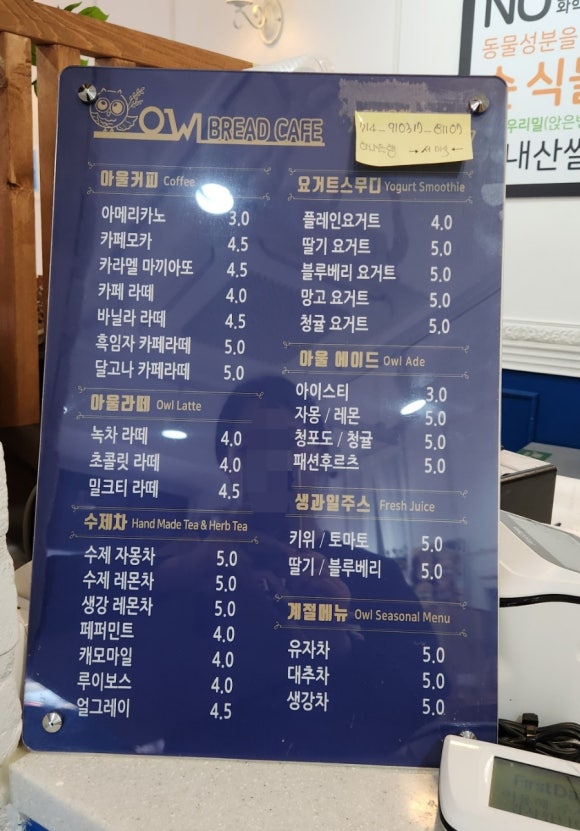 OWl BREAD CAFE
아울커피 Coffee
아메리카노 3.0
카페모카 4.5
카라멜 마끼아또 4.5
카페 라떼 4.0
바닐라 라떼 4.5
흑임자 카페라떼 5.0
달고나 카페라떼 5.0
아울라떼 Owl Latte
녹차 라떼 4.0
초콜릿 라떼 4.0
밀크티 라떼 4.5
수제차 Hand Made Tea & Herb Tea
수제 자몽차 5.0
수제 레몬차 5.0
생강 레몬차 5.0
페퍼민트 4.0
캐모마일 4.0
루이보스 4.0
얼그레이 4.5
요거트스무디 Yogurt Smoothie
플레인요거트 4.0
딸기 요거트 5.0
블루베리 요거트 5.0
망고 요거트 5.0
청귤 요거트 5.0
아울 에이드 Owl Ade
아이스티 3.0
자몽 / 레몬 5.0
청포도 / 청귤 5.0
패션후르츠 5.0
생과일주스 Fresh Juice
키위 / 토마토 5.0
딸기 / 블루베리 5.0
계절메뉴 Owl Seasonal Menu
유자차 5.0
대추차 5.0
생강차 5.0
NO
동물성분을
식물
우리밀(앉은
내산쌀